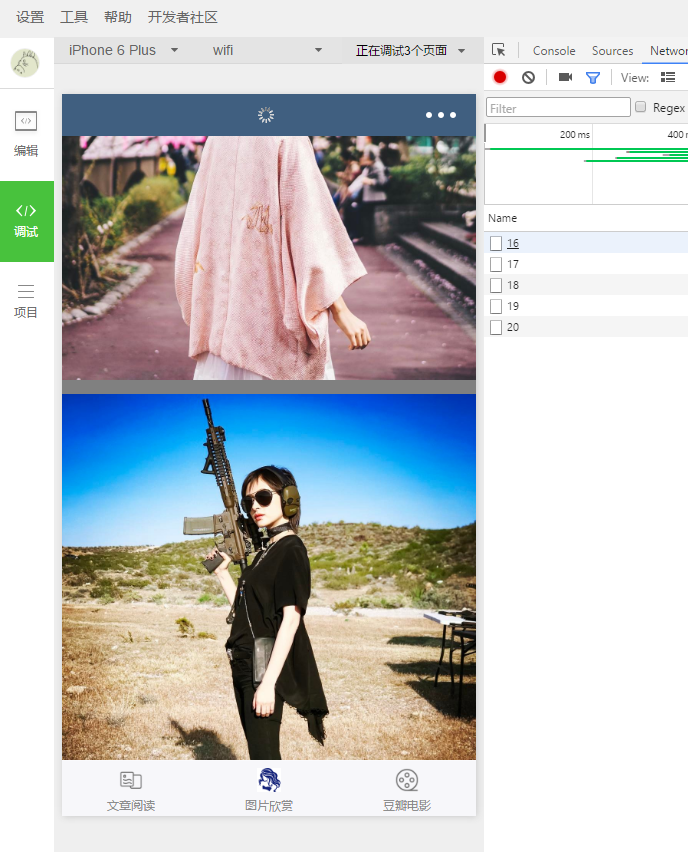 设置 工具 帮助 开发者社区
iPhone 6 Plus wifi 正在调试3个页面 Console Sources Networ
View:
编辑
Filter Regex
200 ms 400 r
调试
Name
16
17
18
19
20
项目
文章阅读 图片欣赏 豆瓣电影